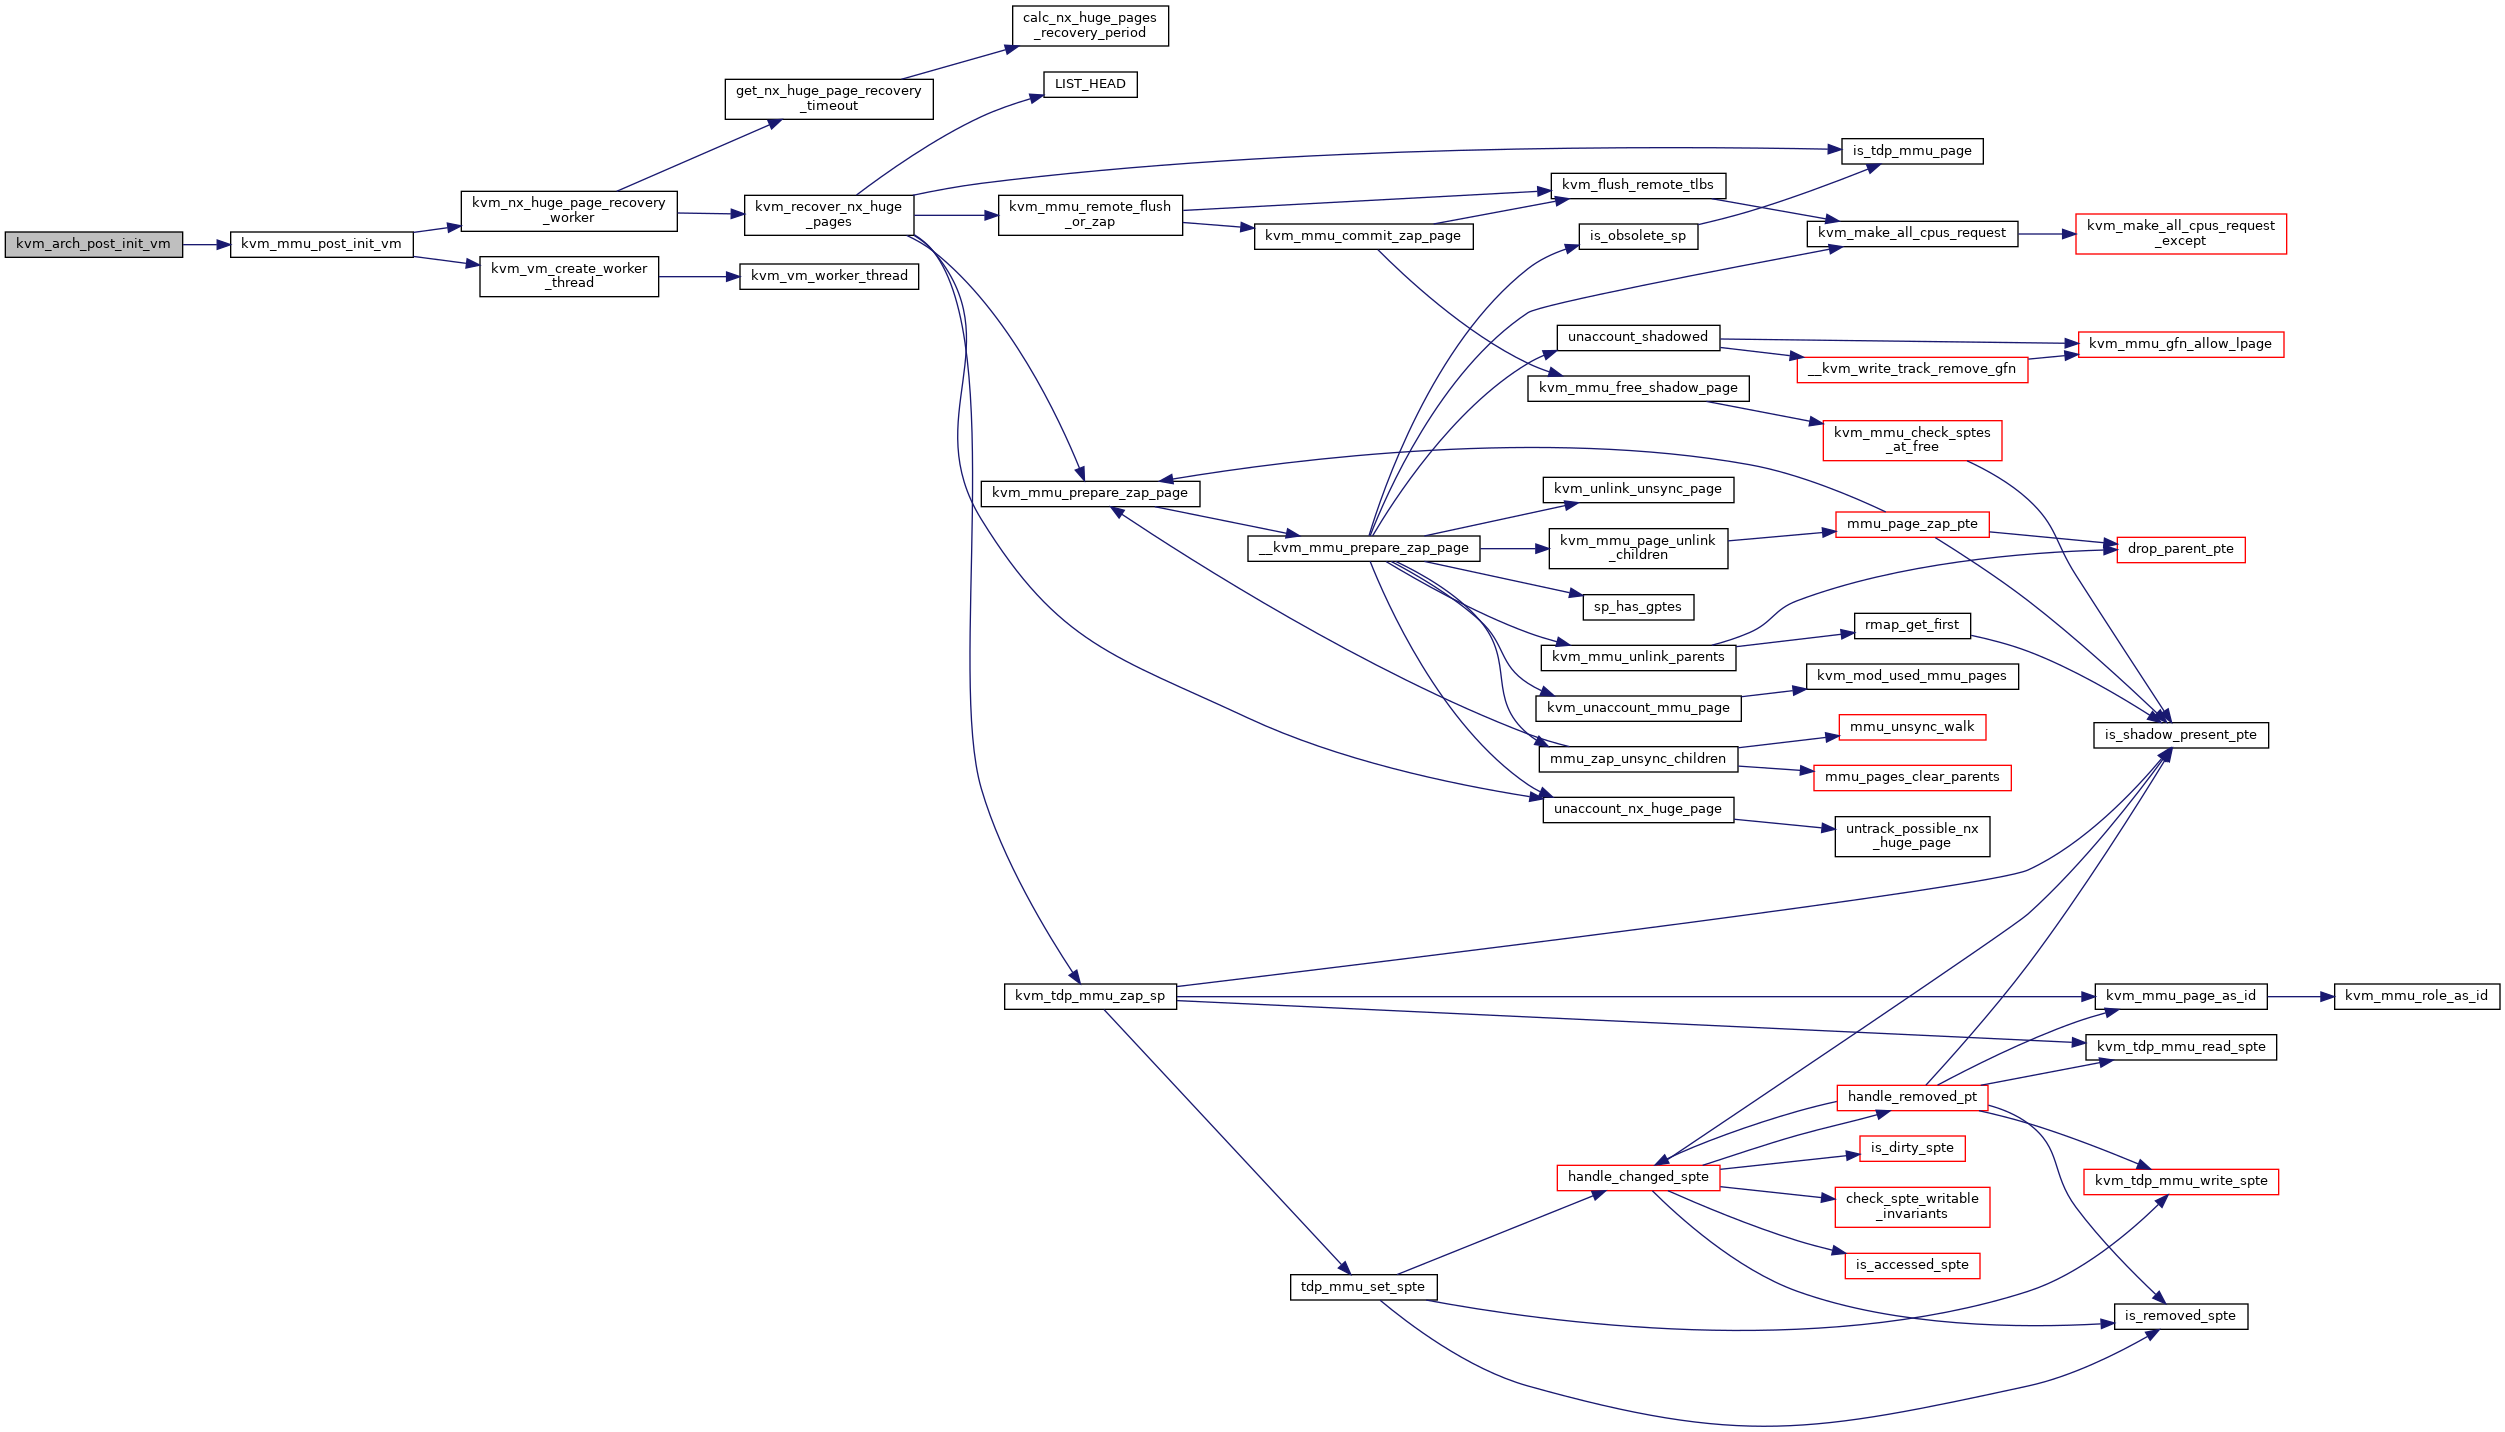 calc_nx_huge_pages
_recovery_period
LIST_HEAD
get_nx_huge_page_recovery
_timeout
is_tdp_mmu_page
kvm_flush_remote_tlbs
kvm_nx_huge_page_recovery
_worker
kvm_recover_nx_huge
_pages
kvm_mmu_remote_flush
_or_zap
kvm_mmu_commit_zap_page
is_obsolete_sp
kvm_make_all_cpus_request
kvm_make_all_cpus_request
_except
kvm_arch_post_init_vm
kvm_mmu_post_init_vm
kvm_vm_create_worker
_thread
kvm_vm_worker_thread
unaccount_shadowed
kvm_mmu_gfn_allow_lpage
__kvm_write_track_remove_gfn
kvm_mmu_free_shadow_page
kvm_mmu_check_sptes
_at_free
kvm_mmu_prepare_zap_page
kvm_unlink_unsync_page
mmu_page_zap_pte
__kvm_mmu_prepare_zap_page
kvm_mmu_page_unlink
_children
drop_parent_pte
sp_has_gptes
rmap_get_first
kvm_mmu_unlink_parents
kvm_mod_used_mmu_pages
kvm_unaccount_mmu_page
mmu_unsync_walk
is_shadow_present_pte
mmu_zap_unsync_children
mmu_pages_clear_parents
unaccount_nx_huge_page
untrack_possible_nx
_huge_page
kvm_tdp_mmu_zap_sp
kvm_mmu_page_as_id
kvm_mmu_role_as_id
kvm_tdp_mmu_read_spte
handle_removed_pt
is_dirty_spte
handle_changed_spte
kvm_tdp_mmu_write_spte
check_spte_writable
_invariants
is_accessed_spte
tdp_mmu_set_spte
is_removed_spte